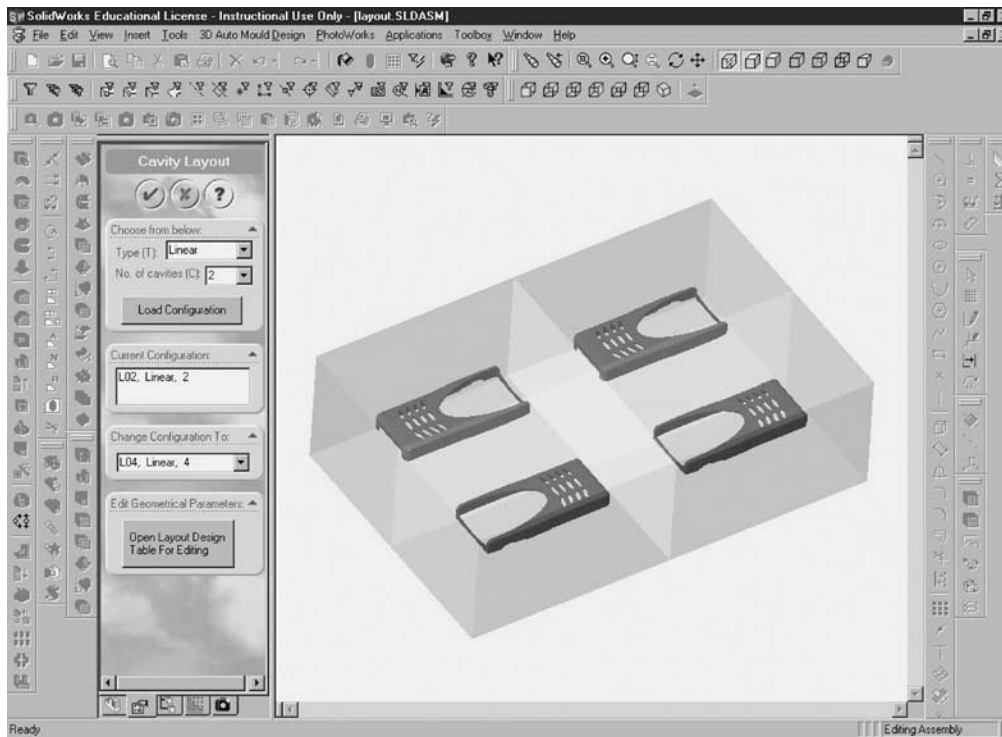 SolidWorks Educational License - Instructional Use Only - [layout.SLDASM]
File Edit View Insert Tools 3D Auto Mould Design PhotoWorks Applications Toolbox Window Help
Cavity Layout
Choose from below:
Type (T): Linear
No. of cavities (C): 2
Load Configuration
Current Configuration:
L02, Linear, 2
Change Configuration To:
L04, Linear, 4
Edit Geometrical Parameters:
Open Layout Design
Table For Editing
Ready Editing Assembly